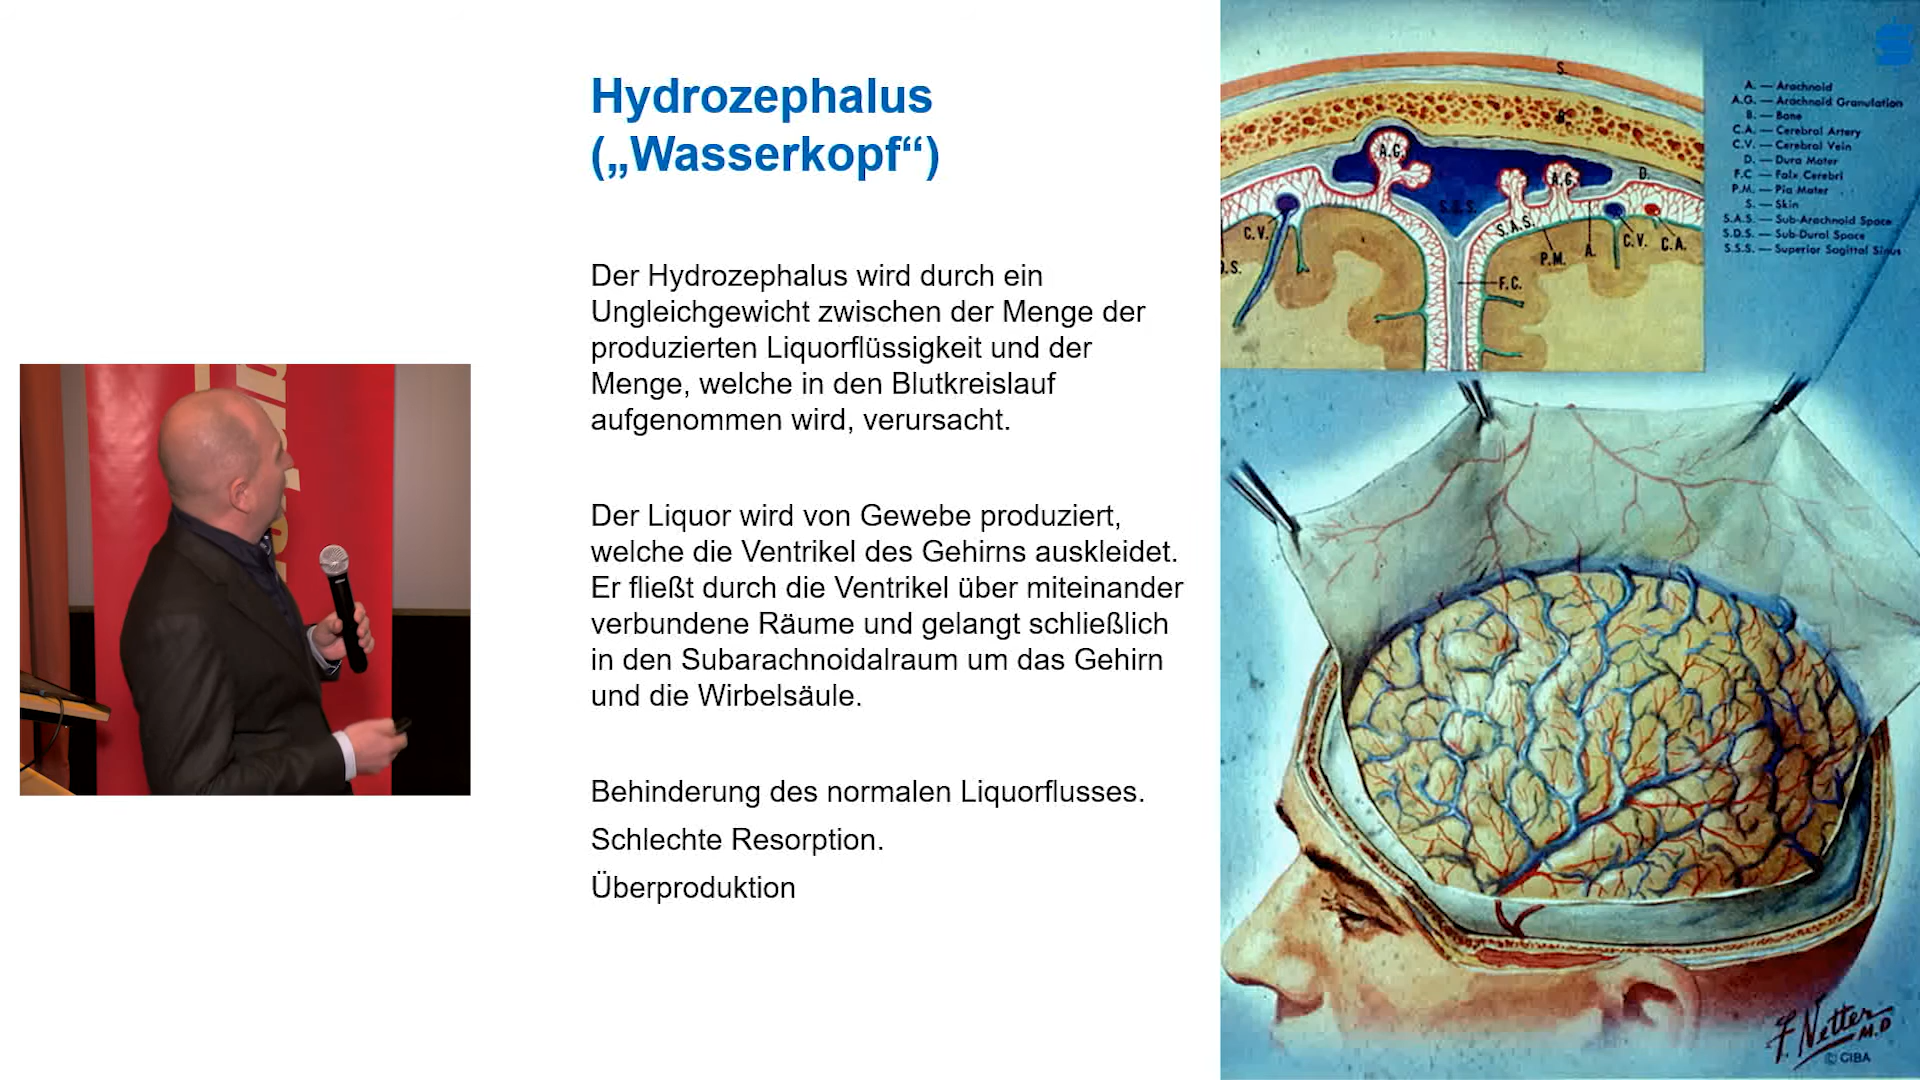 Hydrozephalus
(„Wasserkopf“)
Der Hydrozephalus wird durch ein
Ungleichgewicht zwischen der Menge der
produzierten Liquorflüssigkeit und der
Menge, welche in den Blutkreislauf
aufgenommen wird, verursacht.
Der Liquor wird von Gewebe produziert,
welche die Ventrikel des Gehirns auskleidet.
Er fließt durch die Ventrikel über miteinander
verbundene Räume und gelangt schließlich
in den Subarachnoidalraum um das Gehirn
und die Wirbelsäule.
Behinderung des normalen Liquorflusses.
Schlechte Resorption.
Überproduktion
S.
B.
A.G.
A.G.
D.
S.S.S.
S.A.S.
C.V.
C.V.
C.A.
P.M.
A.
F.C.
A. — Arachnoid
A.G. — Arachnoid Granulation
B. — Bone
C.A. — Cerebral Artery
C.V. — Cerebral Vein
D. — Dura Mater
F.C — Falx Cerebri
P.M. — Pia Mater
S. — Skin
S.A.S. — Sub-Arachnoid Space
S.D.S. — Sub-Dural Space
S.S.S. — Superior Sagittal Sinus
F. Netter
M.D
© CIBA